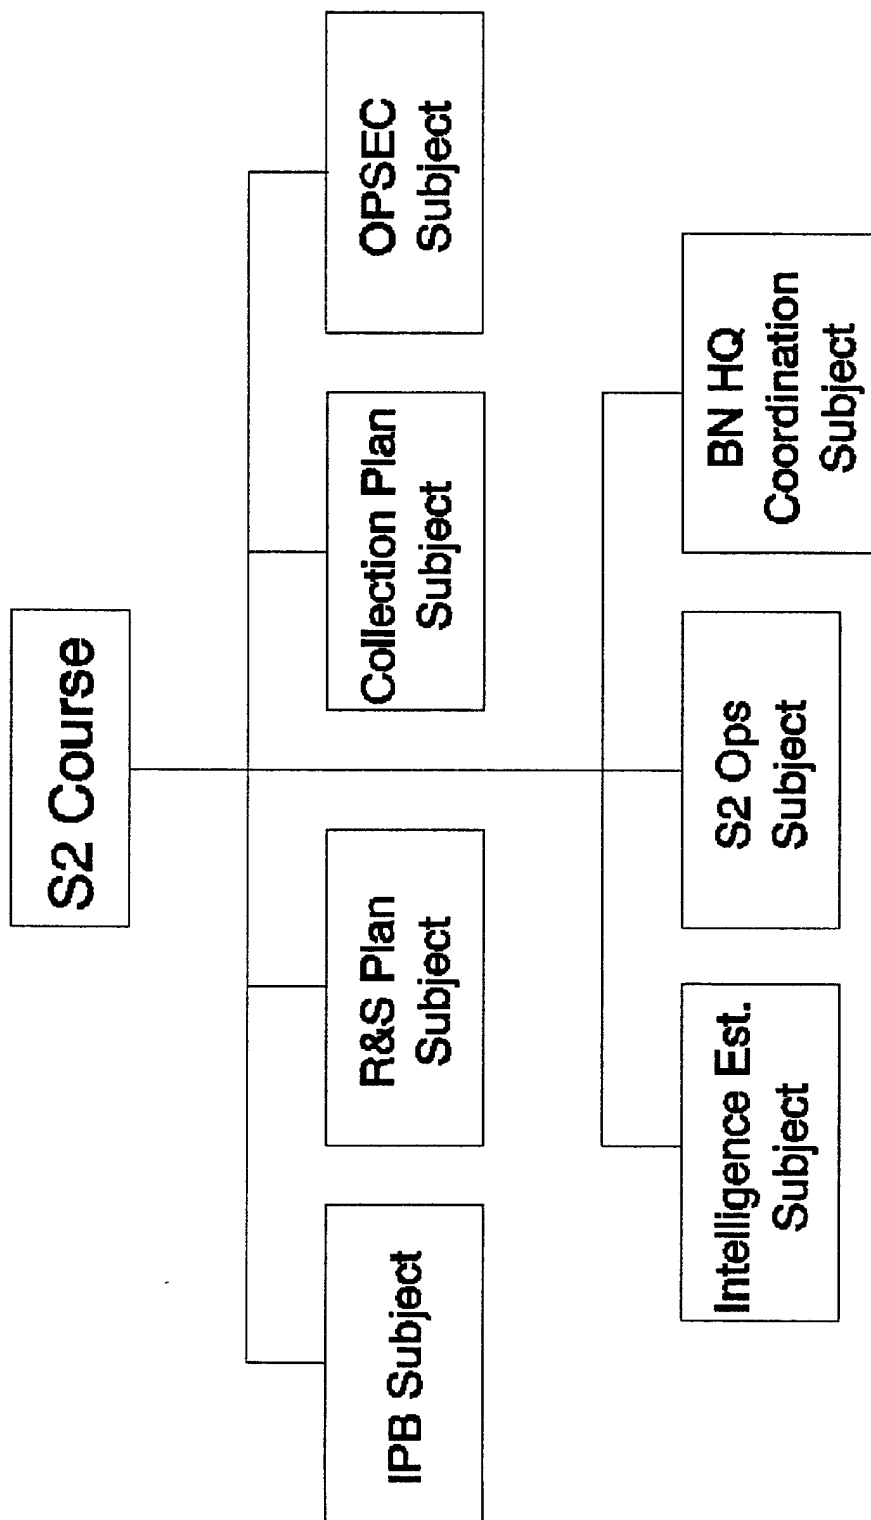 S2 Course
IPB Subject
R&S Plan
Subject
Collection Plan
Subject
OPSEC
Subject
Intelligence Est.
Subject
S2 Ops
Subject
BN HQ
Coordination
Subject